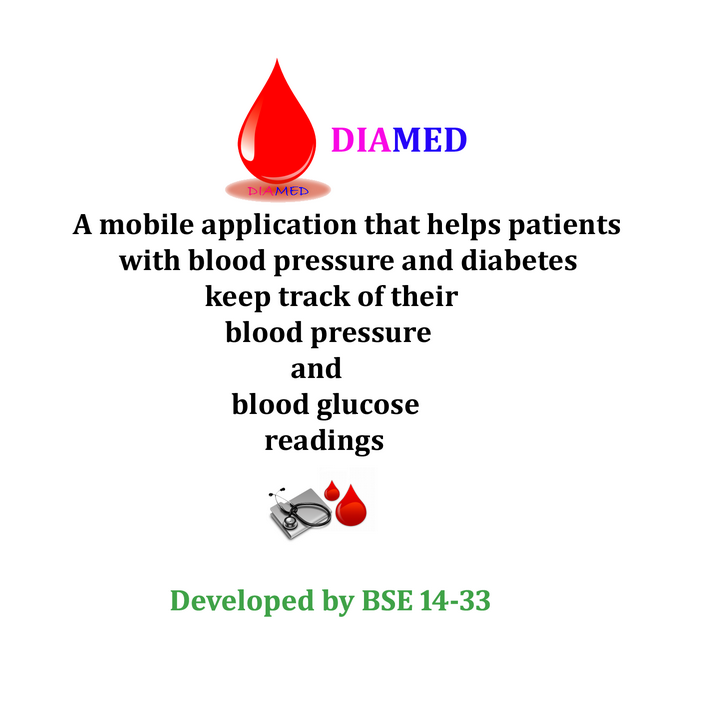 DIAMED
DIAMED
A mobile application that helps patients
with blood pressure and diabetes
keep track of their
blood pressure
and
blood glucose
readings
Developed by BSE 14-33